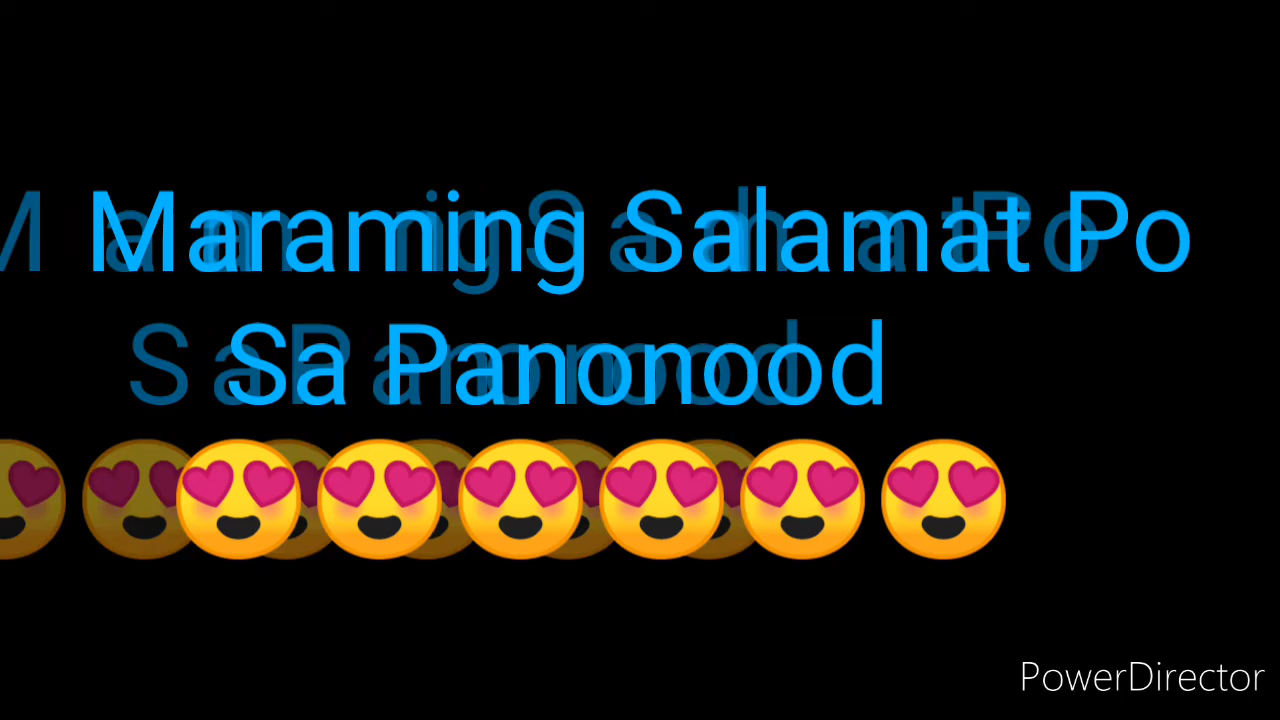 Maraming Salamat Po
Sa Panonood
😍😍😍😍😍😍
PowerDirector